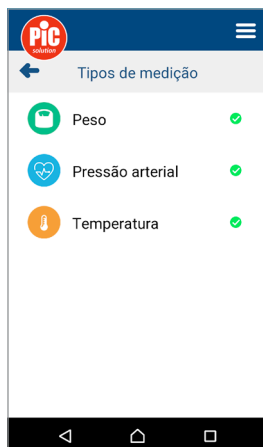 PiC
solution
Tipos de medição
Peso
Pressão arterial
Temperatura